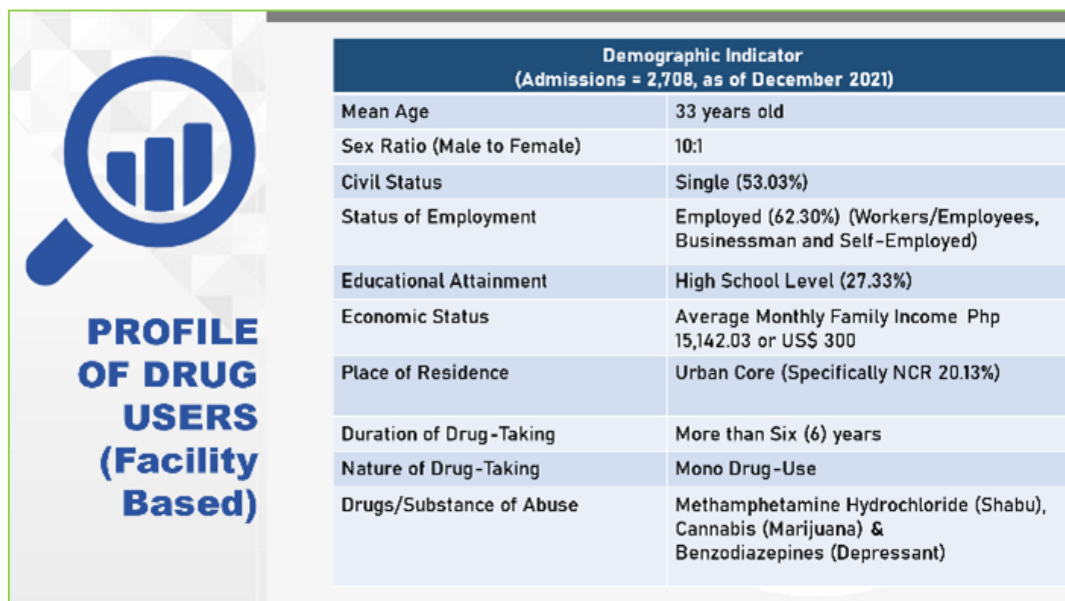 PROFILE
OF DRUG
USERS
(Facility
Based)
Demographic Indicator
(Admissions = 2,708, as of December 2021)
Mean Age 33 years old
Sex Ratio (Male to Female) 10:1
Civil Status Single (53.03%)
Status of Employment Employed (62.30%) (Workers/Employees,
Businessman and Self-Employed)
Educational Attainment High School Level (27.33%)
Economic Status Average Monthly Family Income Php
15,142.03 or US$ 300
Place of Residence Urban Core (Specifically NCR 20.13%)
Duration of Drug-Taking More than Six (6) years
Nature of Drug-Taking Mono Drug-Use
Drugs/Substance of Abuse Methamphetamine Hydrochloride (Shabu),
Cannabis (Marijuana) &
Benzodiazepines (Depressant)